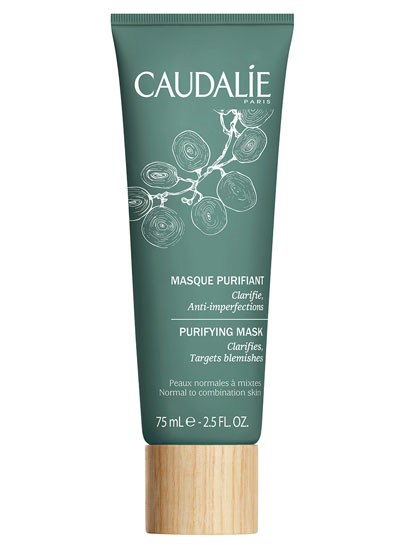 CAUDALÍE
PARIS
MASQUE PURIFIANT
Clarifie,
Anti-imperfections
PURIFYING MASK
Clarifies,
Targets blemishes
Peaux normales à mixtes
Normal to combination skin
75 mL ℮ - 2.5 FL. OZ.